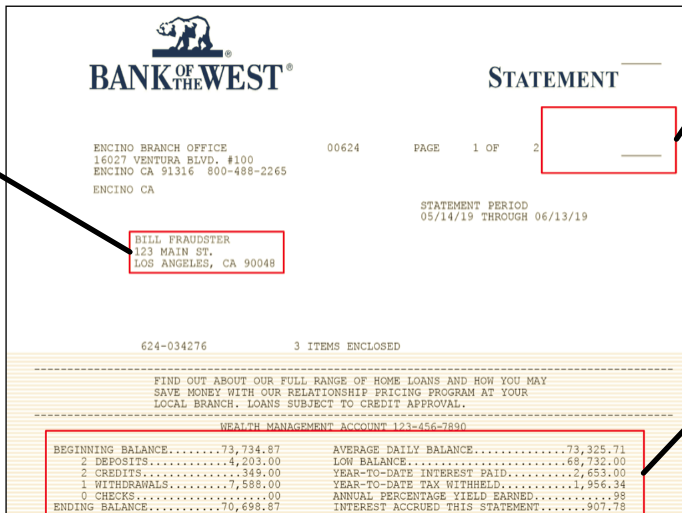 BANK OF THE WEST®
STATEMENT
ENCINO BRANCH OFFICE 00624 PAGE 1 OF 2
16027 VENTURA BLVD. #100
ENCINO CA 91316 800-488-2265
ENCINO CA
STATEMENT PERIOD
05/14/19 THROUGH 06/13/19
BILL FRAUDSTER
123 MAIN ST.
LOS ANGELES, CA 90048
624-034276 3 ITEMS ENCLOSED
FIND OUT ABOUT OUR FULL RANGE OF HOME LOANS AND HOW YOU MAY
SAVE MONEY WITH OUR RELATIONSHIP PRICING PROGRAM AT YOUR
LOCAL BRANCH. LOANS SUBJECT TO CREDIT APPROVAL.
WEALTH MANAGEMENT ACCOUNT 123-456-7890
BEGINNING BALANCE........73,734.87 AVERAGE DAILY BALANCE..............73,325.71
2 DEPOSITS............4,203.00 LOW BALANCE........................68,732.00
2 CREDITS...............349.00 YEAR-TO-DATE INTEREST PAID..........2,653.00
1 WITHDRAWALS.........7,588.00 YEAR-TO-DATE TAX WITHHELD...........1,956.34
0 CHECKS...................00 ANNUAL PERCENTAGE YIELD EARNED...........98
ENDING BALANCE...........70,698.87 INTEREST ACCRUED THIS STATEMENT.......907.78